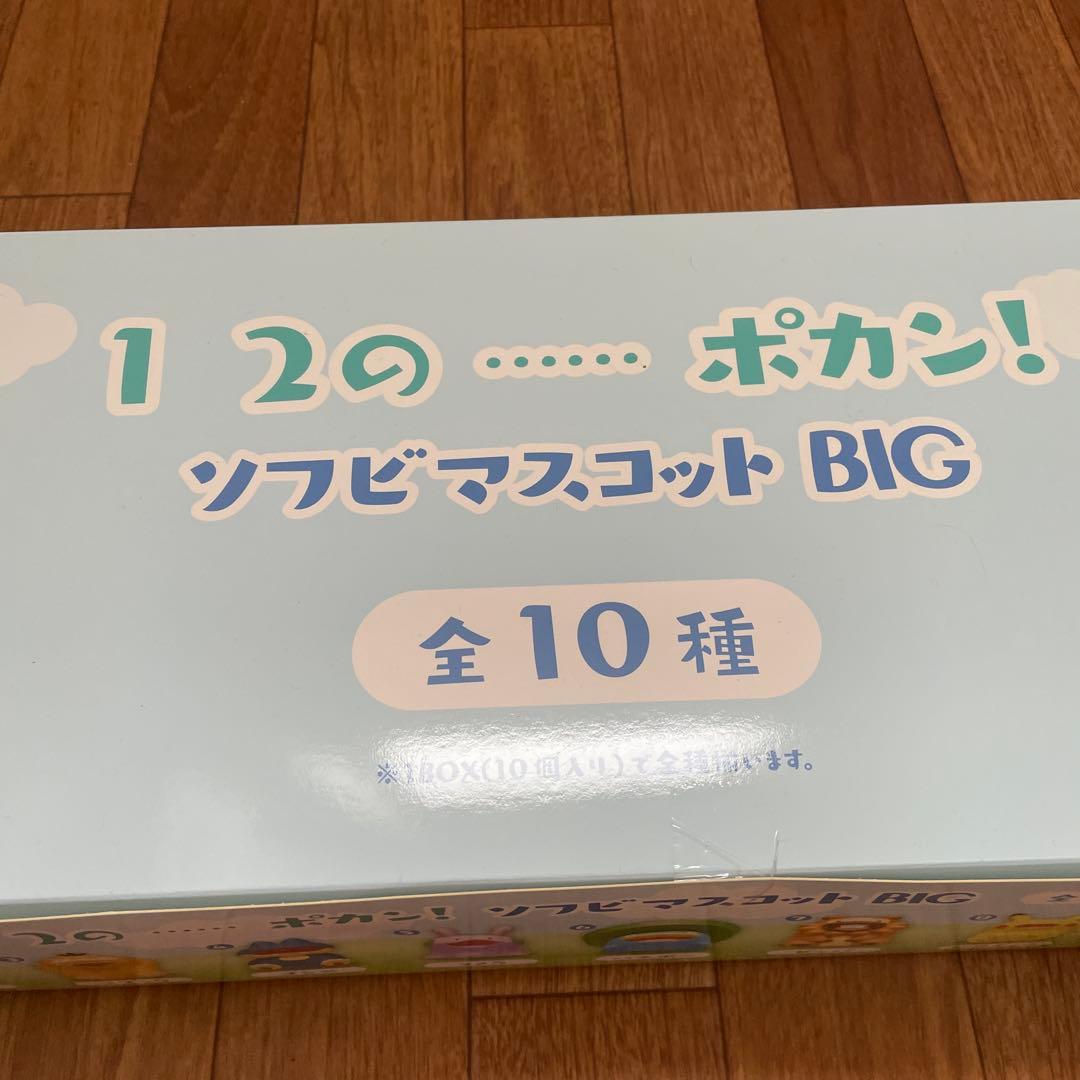 1 2の …… ポカン!
ソフビマスコット BIG
全10種
※1BOX(10個入り)で全種揃います。
2の …… ポカン! ソフビマスコット BIG 全